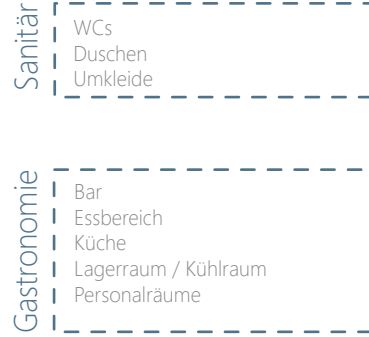 Sanitär
WCs
Duschen
Umkleide
Gastronomie
Bar
Essbereich
Küche
Lagerraum / Kühlraum
Personalräume